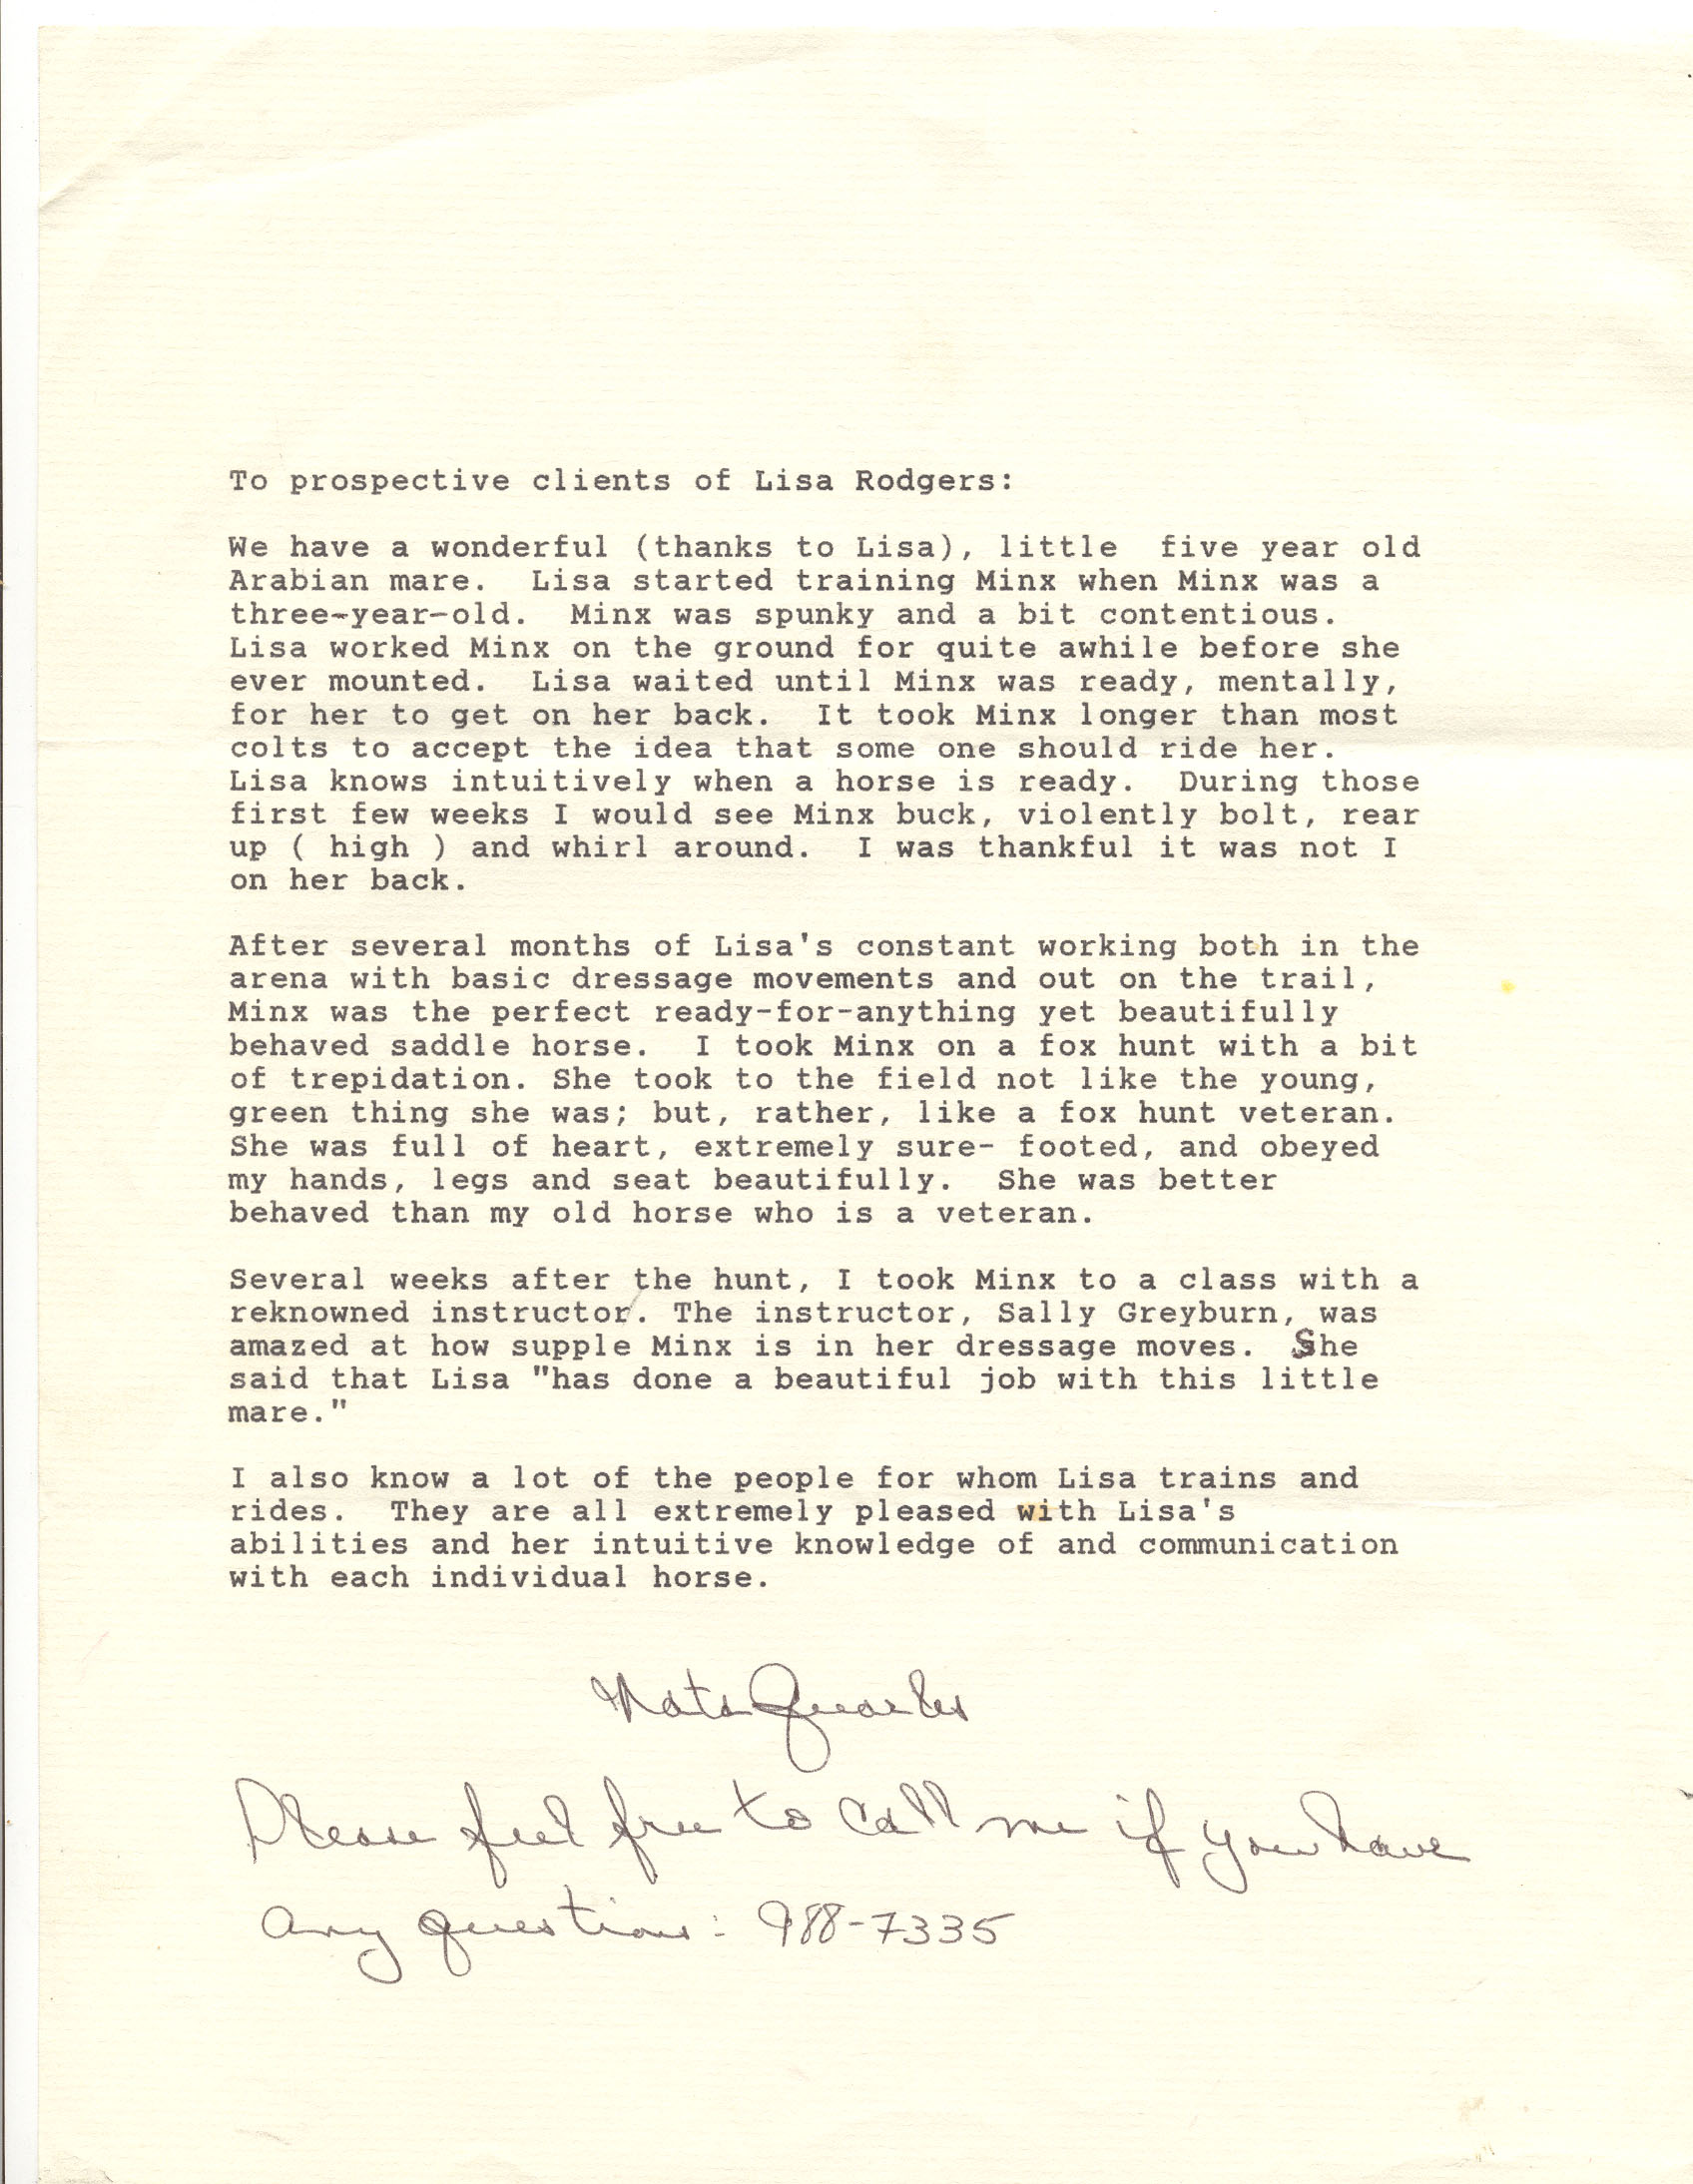 To prospective clients of Lisa Rodgers:
We have a wonderful (thanks to Lisa), little  five year old
Arabian mare.  Lisa started training Minx when Minx was a
three-year-old.  Minx was spunky and a bit contentious.
Lisa worked Minx on the ground for quite awhile before she
ever mounted.  Lisa waited until Minx was ready, mentally,
for her to get on her back.  It took Minx longer than most
colts to accept the idea that some one should ride her.
Lisa knows intuitively when a horse is ready.  During those
first few weeks I would see Minx buck, violently bolt, rear
up ( high ) and whirl around.  I was thankful it was not I
on her back.
After several months of Lisa's constant working both in the
arena with basic dressage movements and out on the trail,
Minx was the perfect ready-for-anything yet beautifully
behaved saddle horse.  I took Minx on a fox hunt with a bit
of trepidation. She took to the field not like the young,
green thing she was; but, rather, like a fox hunt veteran.
She was full of heart, extremely sure- footed, and obeyed
my hands, legs and seat beautifully.  She was better
behaved than my old horse who is a veteran.
Several weeks after the hunt, I took Minx to a class with a
reknowned instructor. The instructor, Sally Greyburn, was
amazed at how supple Minx is in her dressage moves.  She
said that Lisa "has done a beautiful job with this little
mare."
I also know a lot of the people for whom Lisa trains and
rides.  They are all extremely pleased with Lisa's
abilities and her intuitive knowledge of and communication
with each individual horse.
Quarles
Please feel free to call me if you have
any questions: 988-7335